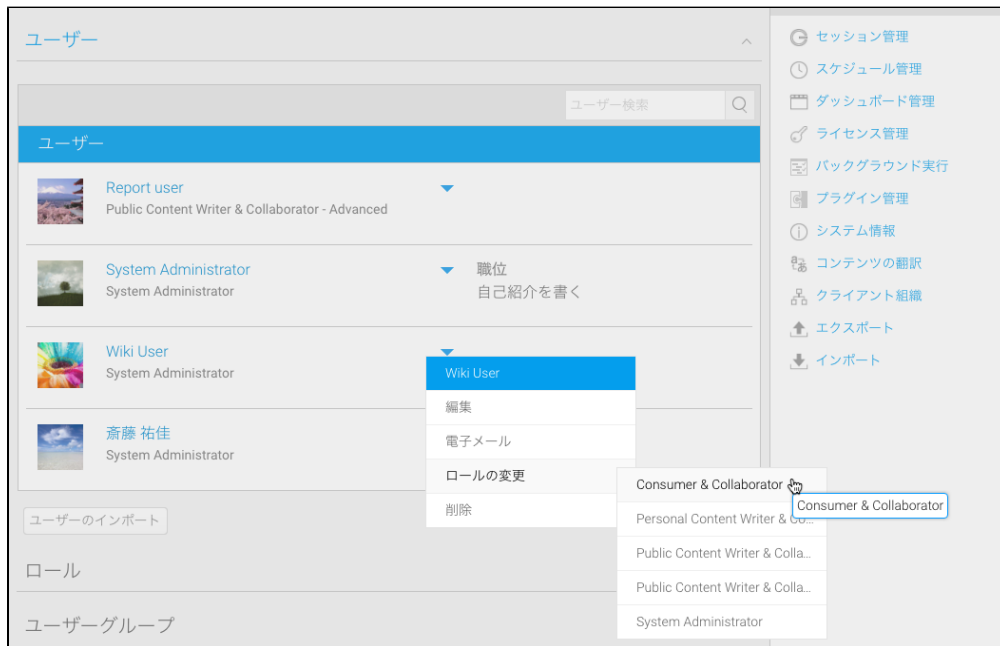 ユーザー
ユーザー検索
ユーザー
Report user
Public Content Writer & Collaborator - Advanced
System Administrator
System Administrator
職位
自己紹介を書く
Wiki User
System Administrator
斎藤 祐佳
System Administrator
Wiki User
編集
電子メール
ロールの変更
削除
Consumer & Collaborator
Personal Content Writer & Co...
Public Content Writer & Colla...
Public Content Writer & Colla...
System Administrator
Consumer & Collaborator
ユーザーのインポート
ロール
ユーザーグループ
セッション管理
スケジュール管理
ダッシュボード管理
ライセンス管理
バックグラウンド実行
プラグイン管理
システム情報
コンテンツの翻訳
クライアント組織
エクスポート
インポート